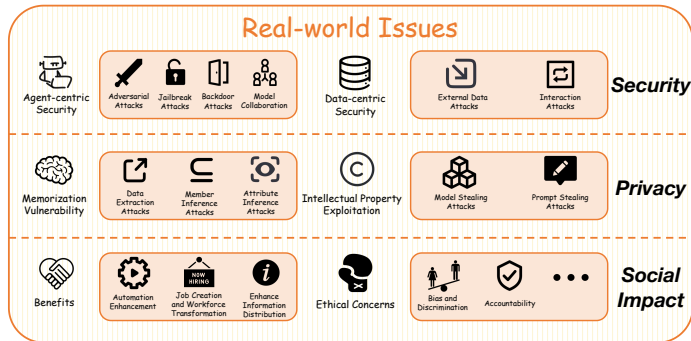 Real-world Issues
Agent-centric
Security
Adversarial
Attacks
Jailbreak
Attacks
Backdoor
Attacks
Model
Collaboration
Data-centric
Security
External Data
Attacks
Interaction
Attacks
Security
Memorization
Vulnerability
Data
Extraction
Attacks
Member
Inference
Attacks
Attribute
Inference
Attacks
Intellectual Property
Exploitation
Model Stealing
Attacks
Prompt Stealing
Attacks
Privacy
Benefits
Automation
Enhancement
NOW
HIRING
Job Creation
and Workforce
Transformation
Enhance
Information
Distribution
Ethical Concerns
Bias and
Discrimination
Accountability
Social
Impact